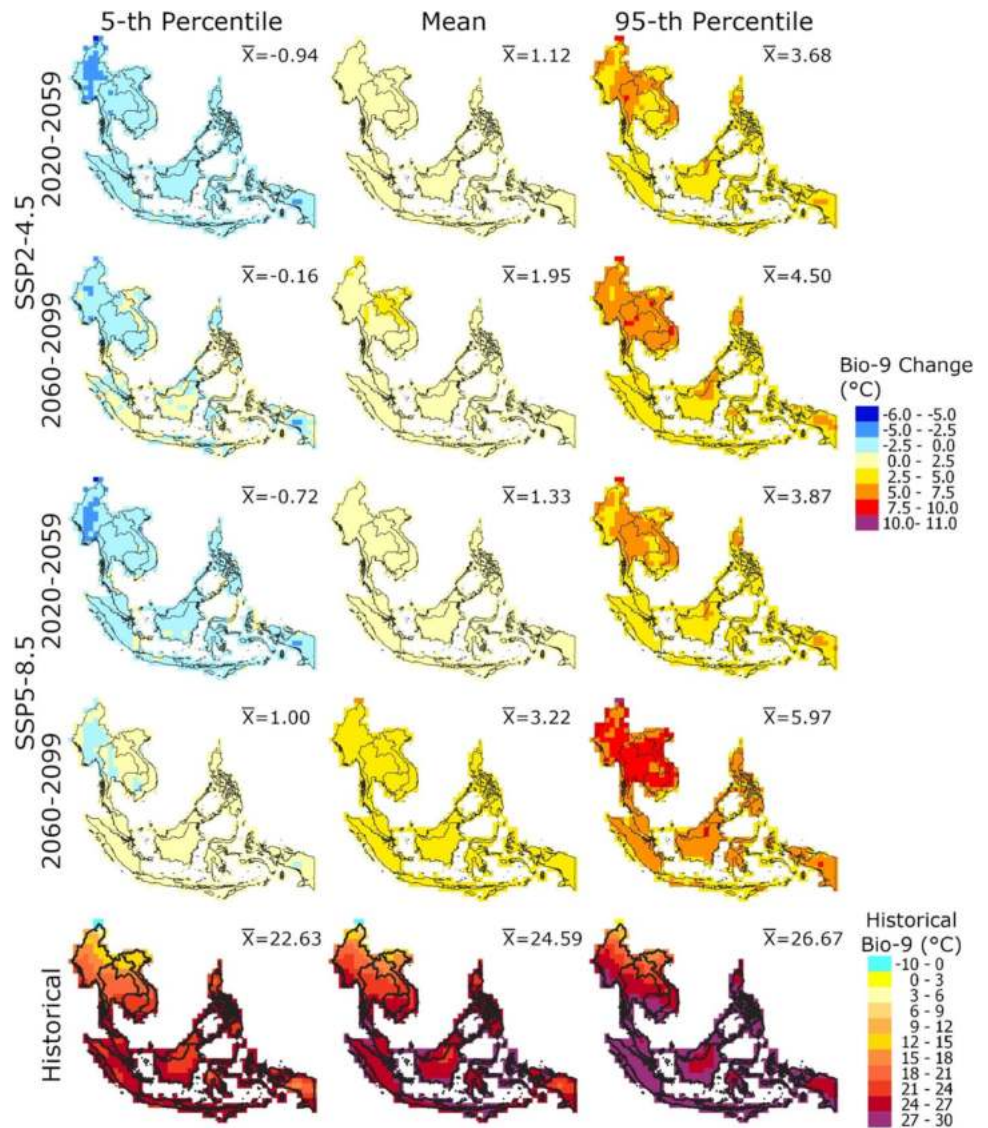 5-th Percentile Mean 95-th Percentile
SSP2-4.5
2020-2059
X̅=-0.94 X̅=1.12 X̅=3.68
2060-2099
X̅=-0.16 X̅=1.95 X̅=4.50
Bio-9 Change
(°C)
-6.0 - -5.0
-5.0 - -2.5
-2.5 - 0.0
0.0 - 2.5
2.5 - 5.0
5.0 - 7.5
7.5 - 10.0
10.0 - 11.0
SSP5-8.5
2020-2059
X̅=-0.72 X̅=1.33 X̅=3.87
2060-2099
X̅=1.00 X̅=3.22 X̅=5.97
Historical
X̅=22.63 X̅=24.59 X̅=26.67
Historical
Bio-9 (°C)
-10 - 0
0 - 3
3 - 6
6 - 9
9 - 12
12 - 15
15 - 18
18 - 21
21 - 24
24 - 27
27 - 30